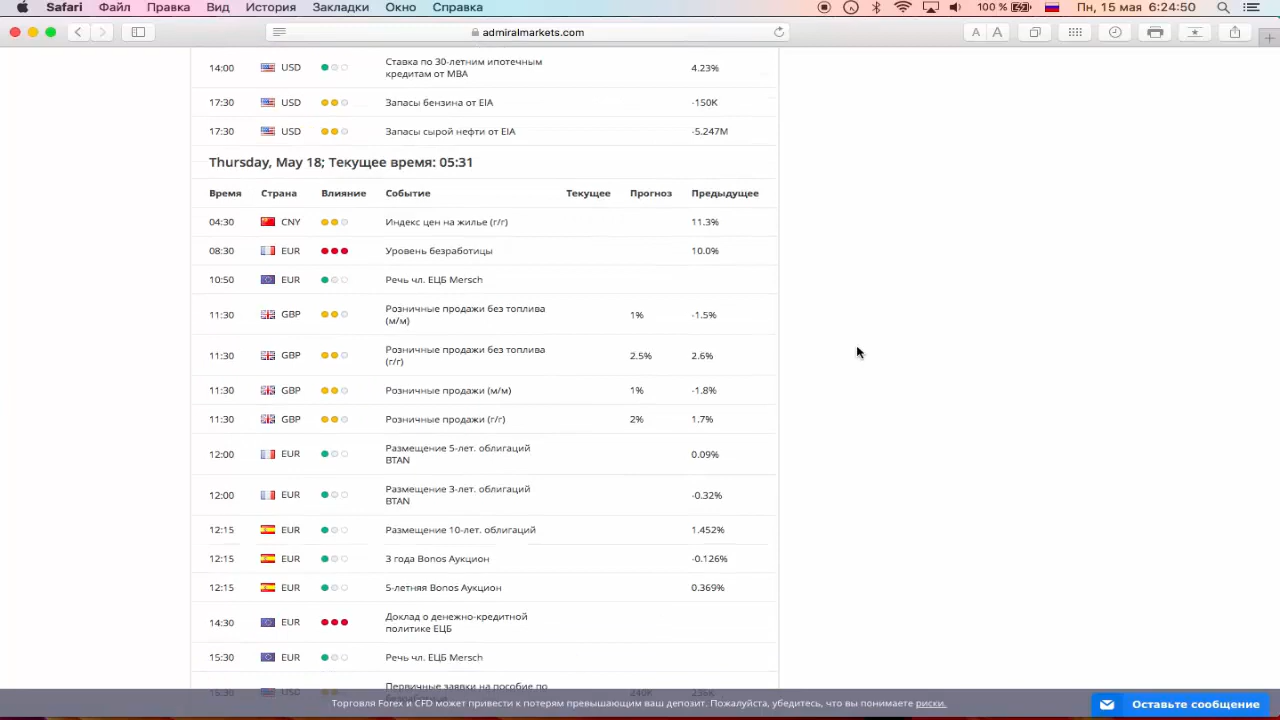 Safari Файл Правка Вид История Закладки Окно Справка 100 % Пн, 15 мая 6:24:50
admiralmarkets.com A A
14:00 USD Ставка по 30-летним ипотечным 4.23%
кредитам от MBA
17:30 USD Запасы бензина от EIA -150K
17:30 USD Запасы сырой нефти от EIA -5.247M
Thursday, May 18; Текущее время: 05:31
Время Страна Влияние Событие Текущее Прогноз Предыдущее
04:30 CNY Индекс цен на жилье (г/г) 11.3%
08:30 EUR Уровень безработицы 10.0%
10:50 EUR Речь чл. ЕЦБ Mersch
11:30 GBP Розничные продажи без топлива 1% -1.5%
(м/м)
11:30 GBP Розничные продажи без топлива 2.5% 2.6%
(г/г)
11:30 GBP Розничные продажи (м/м) 1% -1.8%
11:30 GBP Розничные продажи (г/г) 2% 1.7%
12:00 EUR Размещение 5-лет. облигаций 0.09%
BTAN
12:00 EUR Размещение 3-лет. облигаций -0.32%
BTAN
12:15 EUR Размещение 10-лет. облигаций 1.452%
12:15 EUR 3 года Bonos Аукцион -0.126%
12:15 EUR 5-летняя Bonos Аукцион 0.369%
14:30 EUR Доклад о денежно-кредитной
политике ЕЦБ
15:30 EUR Речь чл. ЕЦБ Mersch
15:30 USD Первичные заявки на пособие по 240K
Торговля Forex и CFD может привести к потерям превышающим ваш депозит. Пожалуйста, убедитесь, что вы понимаете риски.
Оставьте сообщение